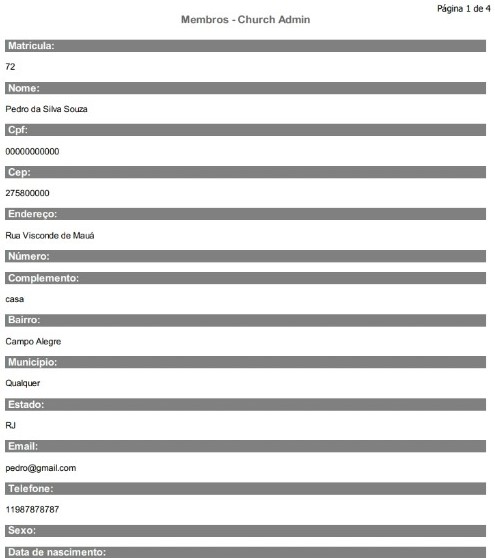 Página 1 de 4
Membros - Church Admin
Matricula:
72
Nome:
Pedro da Silva Souza
Cpf:
00000000000
Cep:
275800000
Endereço:
Rua Visconde de Mauá
Número:
Complemento:
casa
Bairro:
Campo Alegre
Municipio:
Qualquer
Estado:
RJ
Email:
pedro@gmail.com
Telefone:
11987878787
Sexo:
Data de nascimento: